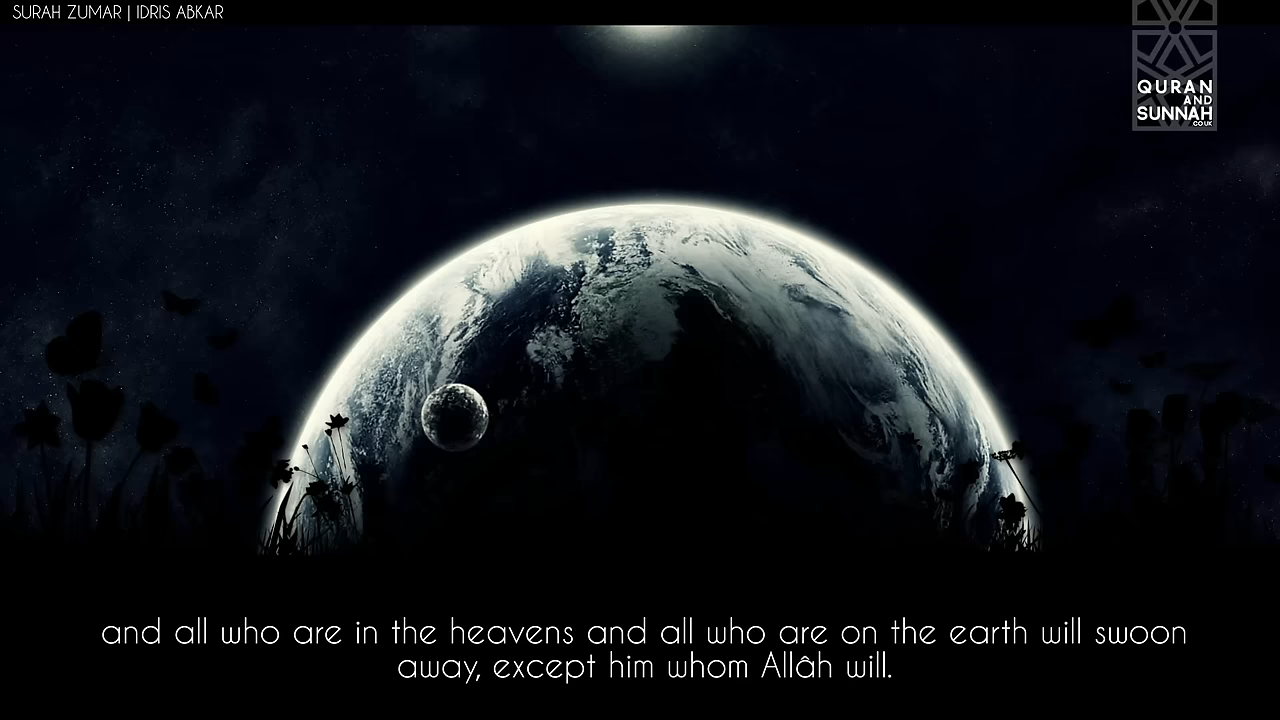 SURAH ZUMAR | IDRIS ABKAR
QURAN
AND
SUNNAH
.CO.UK
and all who are in the heavens and all who are on the earth will swoon
away, except him whom Allâh will.